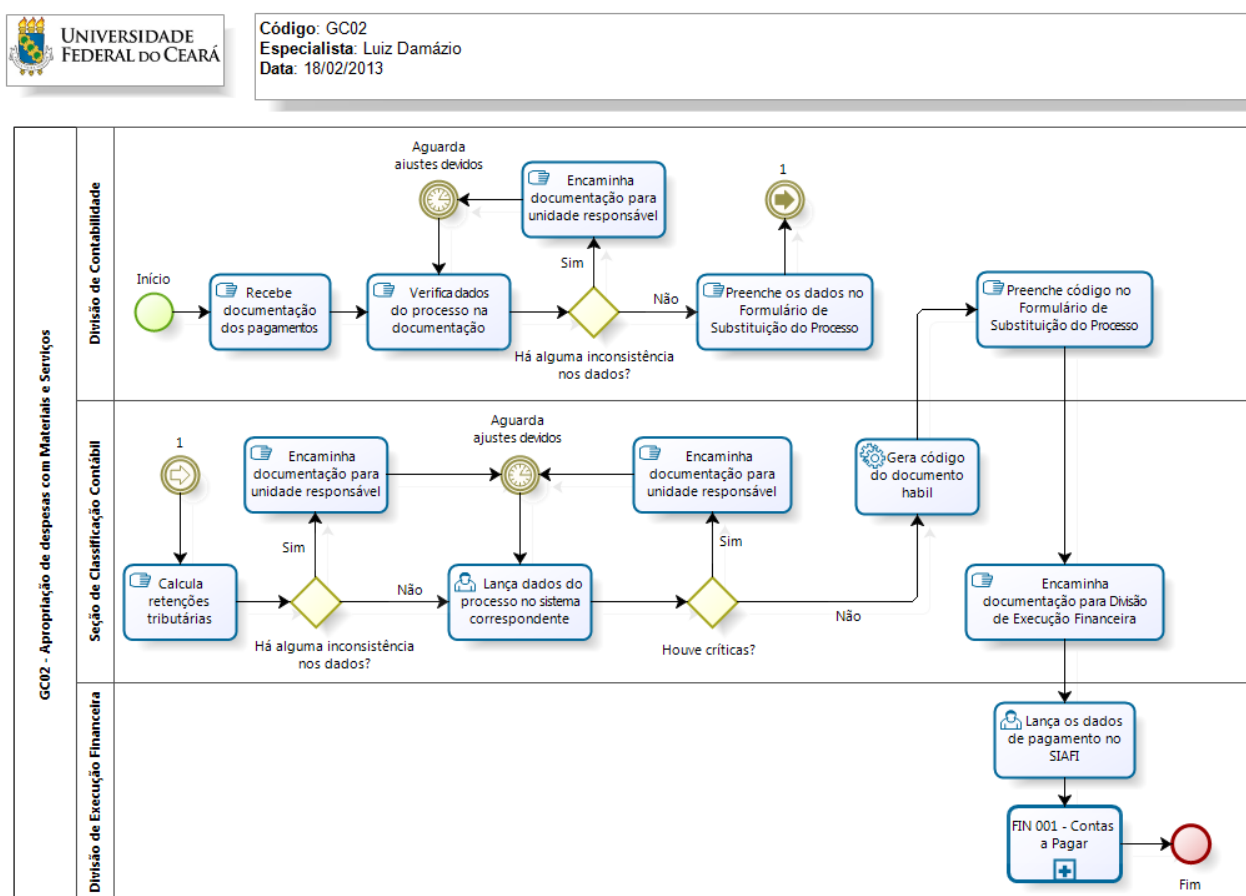 UNIVERSIDADE
FEDERAL DO CEARÁ
Código: GC02
Especialista: Luiz Damázio
Data: 18/02/2013
GC02 - Apropriação de despesas com Materiais e Serviços
Divisão de Contabilidade
Início
Recebe
documentação
dos pagamentos
Aguarda
ajustes devidos
Verifica dados
do processo na
documentação
Encaminha
documentação para
unidade responsável
Sim
Há alguma inconsistência
nos dados?
Não
1
Preenche os dados no
Formulário de
Substituição do Processo
Preenche código no
Formulário de
Substituição do Processo
Seção de Classificação Contábil
1
Calcula
retenções
tributárias
Encaminha
documentação para
unidade responsável
Sim
Há alguma inconsistência
nos dados?
Não
Aguarda
ajustes devidos
Lança dados do
processo no sistema
correspondente
Encaminha
documentação para
unidade responsável
Sim
Houve críticas?
Não
Gera código
do documento
habil
Encaminha
documentação para Divisão
de Execução Financeira
Divisão de Execução Financeira
Lança os dados
de pagamento no
SIAFI
FIN 001 - Contas
a Pagar
Fim